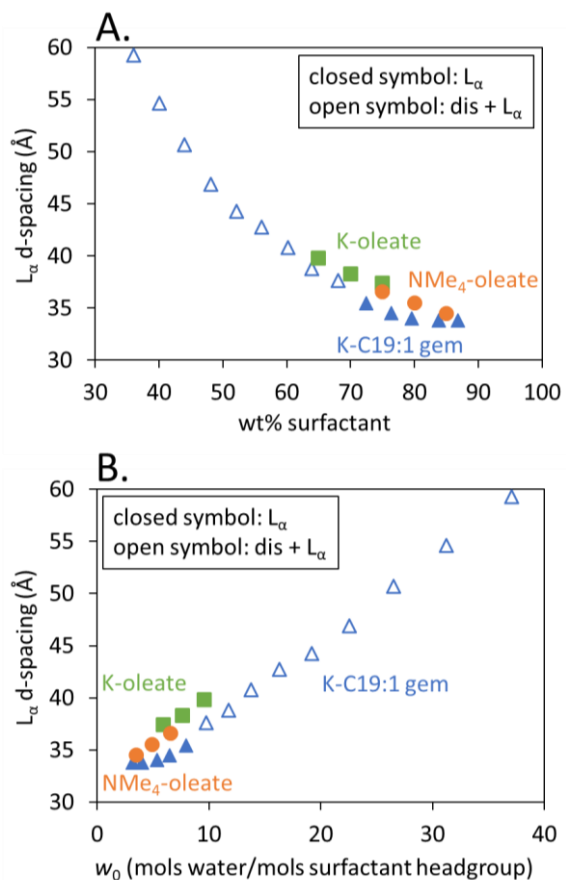 A.
60
55
50
45
40
35
30
Lα d-spacing (Å)
closed symbol: Lα
open symbol: dis + Lα
K-oleate
NMe₄-oleate
K-C19:1 gem
30 40 50 60 70 80 90 100
wt% surfactant
B.
60
55
50
45
40
35
30
Lα d-spacing (Å)
closed symbol: Lα
open symbol: dis + Lα
K-oleate
K-C19:1 gem
NMe₄-oleate
0 10 20 30 40
w₀ (mols water/mols surfactant headgroup)